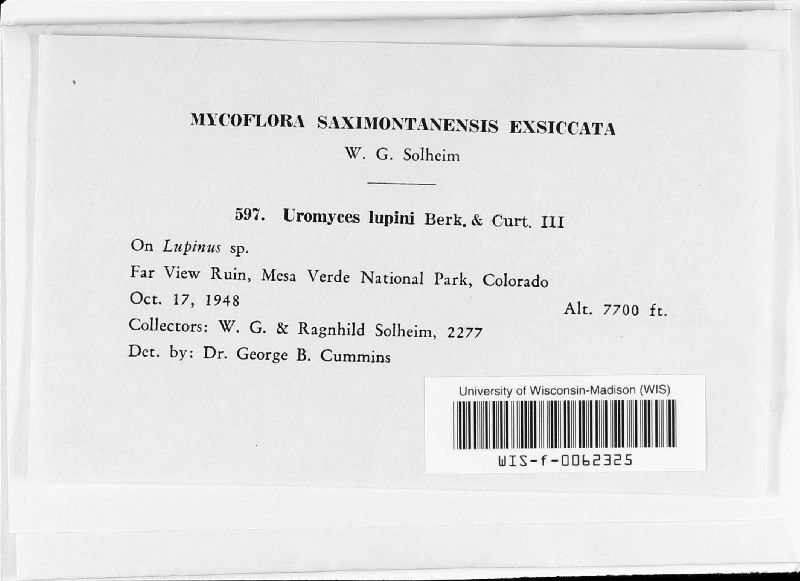 MYCOFLORA SAXIMONTANENSIS EXSICCATA
W. G. Solheim
597. Uromyces lupini Berk. & Curt. III
On Lupinus sp.
Far View Ruin, Mesa Verde National Park, Colorado
Oct. 17, 1948 Alt. 7700 ft.
Collectors: W. G. & Ragnhild Solheim, 2277
Det. by: Dr. George B. Cummins
University of Wisconsin-Madison (WIS)
WIS-f-0062325